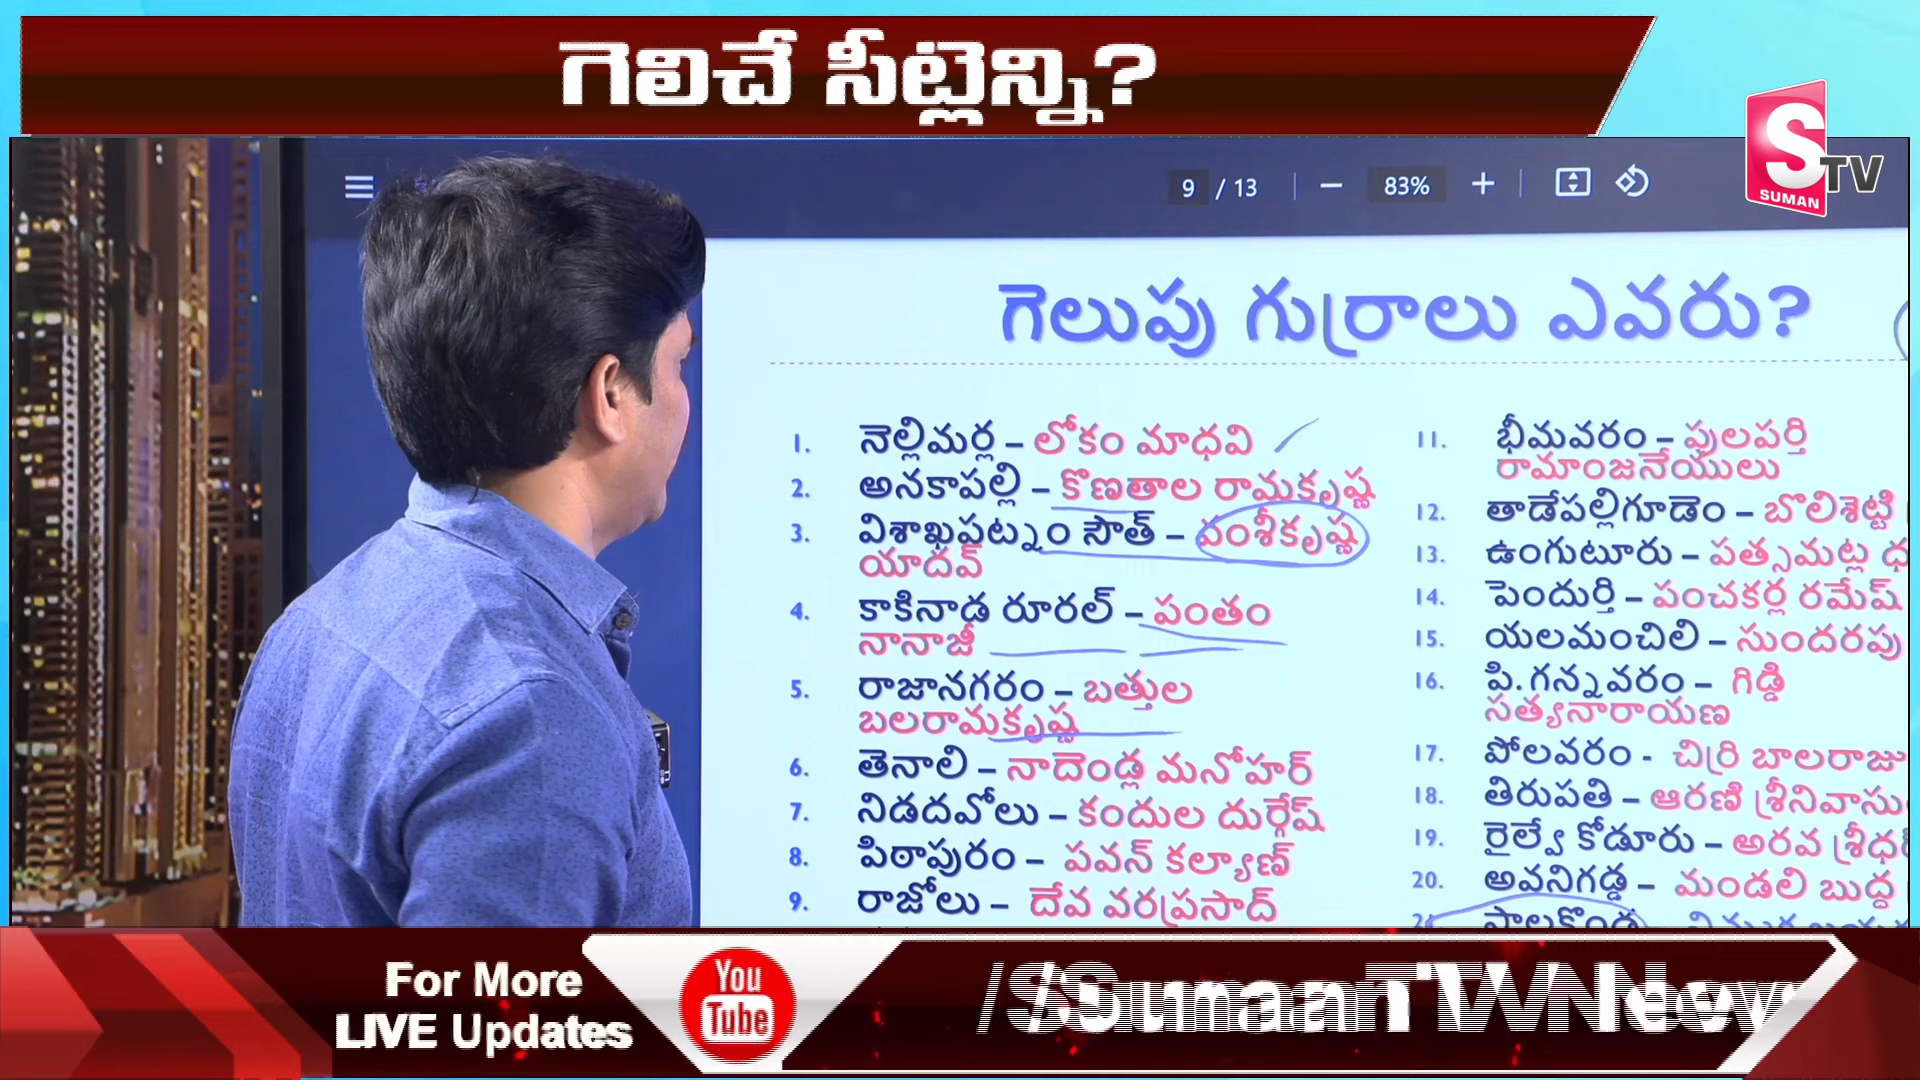 గెలిచే సీట్లెన్ని?
S TV
SUMAN
9 / 13
83%
గెలుపు గుర్రాలు ఎవరు?
1. నెల్లిమర్ల – లోకం మాధవి
2. అనకాపల్లి – కొణతాల రామకృష్ణ
3. విశాఖపట్నం సౌత్ – వంశీకృష్ణ
యాదవ్
4. కాకినాడ రూరల్ – పంతం
నానాజీ
5. రాజానగరం – బత్తుల
బలరామకృష్ణ
6. తెనాలి – నాదెండ్ల మనోహర్
7. నిడదవోలు – కందుల దుర్గేష్
8. పిఠాపురం – పవన్ కల్యాణ్
9. రాజోలు – దేవ వరప్రసాద్
11. భీమవరం – పులపర్తి
రామాంజనేయులు
12. తాడేపల్లిగూడెం – బొలిశెట్టి
13. ఉంగుటూరు – పత్సమట్ల
14. పెందుర్తి – పంచకర్ల రమేష్
15. యలమంచిలి – సుందరపు
16. పి.గన్నవరం – గిడ్డి
సత్యనారాయణ
17. పోలవరం - చిర్రి బాలరాజు
18. తిరుపతి – ఆరణి
19. రైల్వే కోడూరు – అరవ
20. అవనిగడ్డ – మండలి బుద్ధ
For More
LIVE Updates
You
Tube